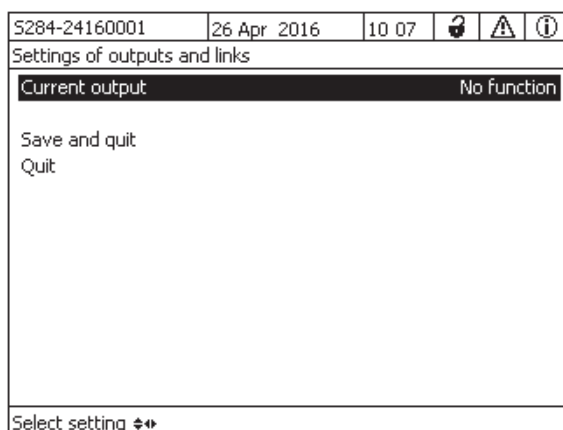 S284-24160001 26 Apr 2016 10 07
Settings of outputs and links
Current output No function
Save and quit
Quit
Select setting